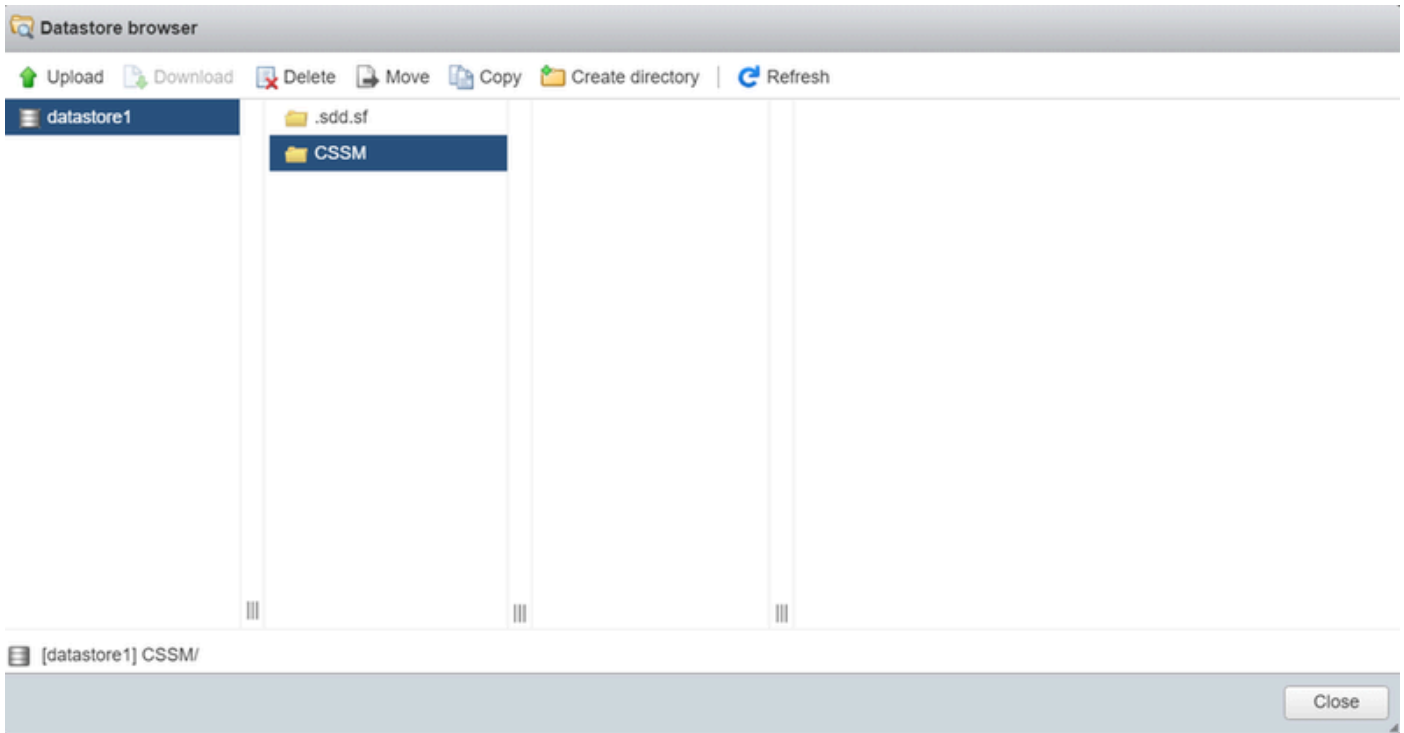 Datastore browser
Upload Download Delete Move Copy Create directory Refresh
datastore1
.sdd.sf
CSSM
[datastore1] CSSM/
Close